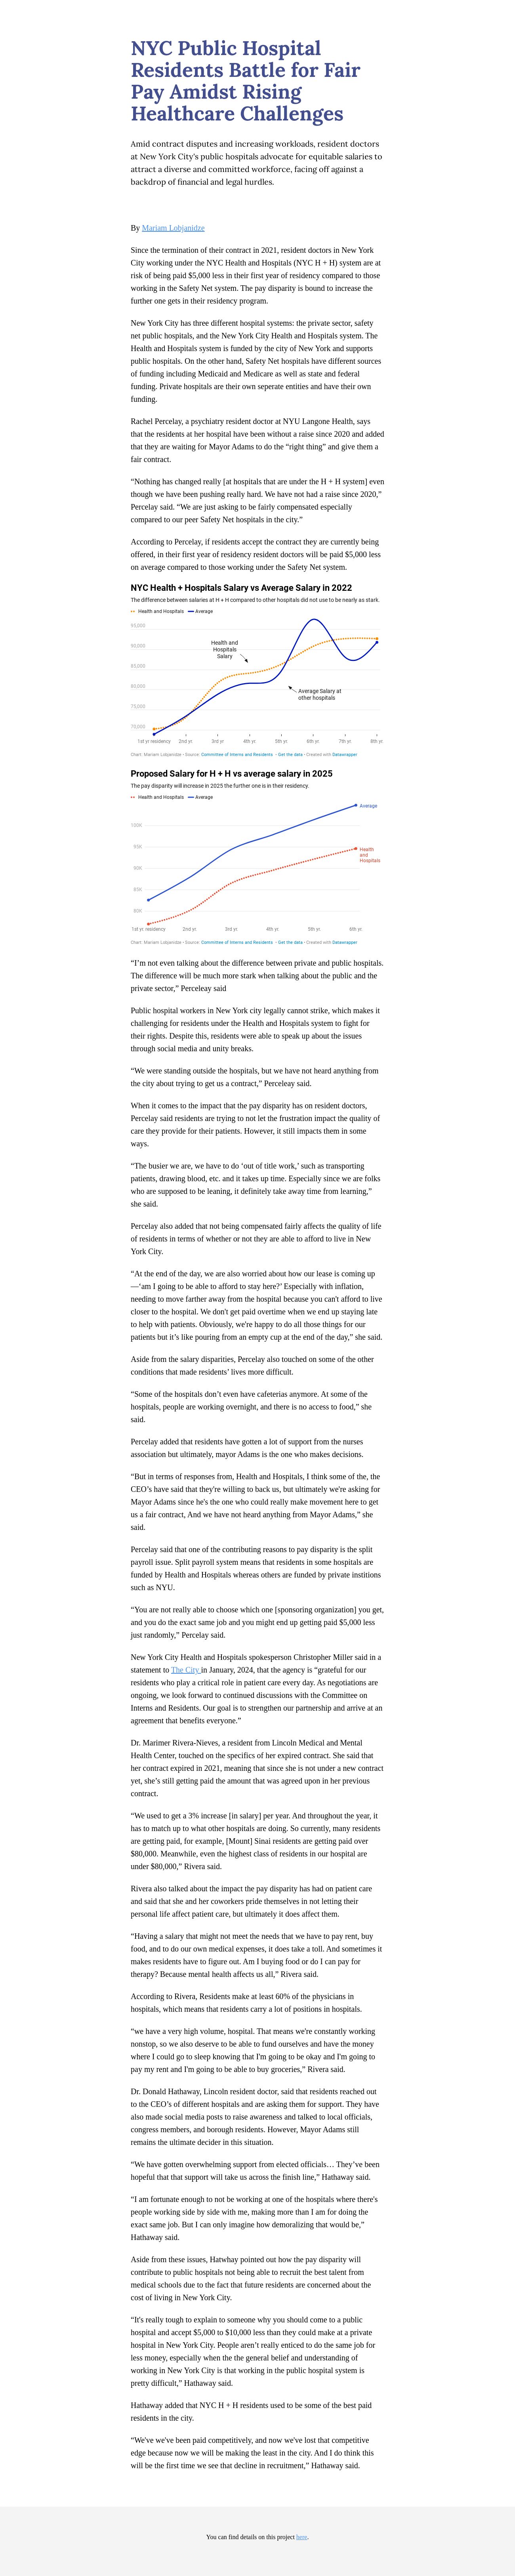 NYC Public Hospital
Residents Battle for Fair
Pay Amidst Rising
Healthcare Challenges
Amid contract disputes and increasing workloads, resident doctors
at New York City's public hospitals advocate for equitable salaries to
attract a diverse and committed workforce, facing off against a
backdrop of financial and legal hurdles.
By Mariam Lobjanidze
Since the termination of their contract in 2021, resident doctors in New York
City working under the NYC Health and Hospitals (NYC H + H) system are at
risk of being paid $5,000 less in their first year of residency compared to those
working in the Safety Net system. The pay disparity is bound to increase the
further one gets in their residency program.
New York City has three different hospital systems: the private sector, safety
net public hospitals, and the New York City Health and Hospitals system. The
Health and Hospitals system is funded by the city of New York and supports
public hospitals. On the other hand, Safety Net hospitals have different sources
of funding including Medicaid and Medicare as well as state and federal
funding. Private hospitals are their own seperate entities and have their own
funding.
Rachel Percelay, a psychiatry resident doctor at NYU Langone Health, says
that the residents at her hospital have been without a raise since 2020 and added
that they are waiting for Mayor Adams to do the “right thing” and give them a
fair contract.
“Nothing has changed really [at hospitals that are under the H + H system] even
though we have been pushing really hard. We have not had a raise since 2020,”
Percelay said. “We are just asking to be fairly compensated especially
compared to our peer Safety Net hospitals in the city.”
According to Percelay, if residents accept the contract they are currently being
offered, in their first year of residency resident doctors will be paid $5,000 less
on average compared to those working under the Safety Net system.
NYC Health + Hospitals Salary vs Average Salary in 2022
The difference between salaries at H + H compared to other hospitals did not use to be nearly as stark.
Health and Hospitals Average
95,000
90,000
85,000
80,000
75,000
70,000
Health and
Hospitals
Salary
Average Salary at
other hospitals
1st yr residency 2nd yr. 3rd yr 4th yr. 5th yr. 6th yr. 7th yr. 8th yr
Chart: Mariam Lobjanidae • Source: Committee of Interns and Residents • Get the data • Created with Datawrapper
Proposed Salary for H + H vs average salary in 2025
The pay disparity will increase in 2025 the further one is in their residency.
Health and Hospitals Average
Average
100K
95K
90K
85K
80K
Health
and
Hospitals
1st yr. residency 2nd yr. 3rd yr. 4th yr. 5th yr. 6th yr.
Chart: Mariam Lobjanidae • Source: Committee of Interns and Residents • Get the data • Created with Datawrapper
“I’m not even talking about the difference between private and public hospitals.
The difference will be much more stark when talking about the public and the
private sector,” Perceleay said
Public hospital workers in New York city legally cannot strike, which makes it
challenging for residents under the Health and Hospitals system to fight for
their rights. Despite this, residents were able to speak up about the issues
through social media and unity breaks.
“We were standing outside the hospitals, but we have not heard anything from
the city about trying to get us a contract,” Perceleay said.
When it comes to the impact that the pay disparity has on resident doctors,
Percelay said residents are trying to not let the frustration impact the quality of
care they provide for their patients. However, it still impacts them in some
ways.
“The busier we are, we have to do ‘out of title work,’ such as transporting
patients, drawing blood, etc. and it takes up time. Especially since we are folks
who are supposed to be leaning, it definitely take away time from learning,”
she said.
Percelay also added that not being compensated fairly affects the quality of life
of residents in terms of whether or not they are able to afford to live in New
York City.
“At the end of the day, we are also worried about how our lease is coming up
—‘am I going to be able to afford to stay here?’ Especially with inflation,
needing to move farther away from the hospital because you can't afford to live
closer to the hospital. We don't get paid overtime when we end up staying late
to help with patients. Obviously, we're happy to do all those things for our
patients but it’s like pouring from an empty cup at the end of the day,” she said.
Aside from the salary disparities, Percelay also touched on some of the other
conditions that made residents’ lives more difficult.
“Some of the hospitals don’t even have cafeterias anymore. At some of the
hospitals, people are working overnight, and there is no access to food,” she
said.
Percelay added that residents have gotten a lot of support from the nurses
association but ultimately, mayor Adams is the one who makes decisions.
“But in terms of responses from, Health and Hospitals, I think some of the, the
CEO’s have said that they're willing to back us, but ultimately we're asking for
Mayor Adams since he's the one who could really make movement here to get
us a fair contract, And we have not heard anything from Mayor Adams,” she
said.
Percelay said that one of the contributing reasons to pay disparity is the split
payroll issue. Split payroll system means that residents in some hospitals are
funded by Health and Hospitals whereas others are funded by private instiitions
such as NYU.
“You are not really able to choose which one [sponsoring organization] you get,
and you do the exact same job and you might end up getting paid $5,000 less
just randomly,” Percelay said.
New York City Health and Hospitals spokesperson Christopher Miller said in a
statement to The City in January, 2024, that the agency is “grateful for our
residents who play a critical role in patient care every day. As negotiations are
ongoing, we look forward to continued discussions with the Committee on
Interns and Residents. Our goal is to strengthen our partnership and arrive at an
agreement that benefits everyone.”
Dr. Marimer Rivera-Nieves, a resident from Lincoln Medical and Mental
Health Center, touched on the specifics of her expired contract. She said that
her contract expired in 2021, meaning that since she is not under a new contract
yet, she’s still getting paid the amount that was agreed upon in her previous
contract.
“We used to get a 3% increase [in salary] per year. And throughout the year, it
has to match up to what other hospitals are doing. So currently, many residents
are getting paid, for example, [Mount] Sinai residents are getting paid over
$80,000. Meanwhile, even the highest class of residents in our hospital are
under $80,000,” Rivera said.
Rivera also talked about the impact the pay disparity has had on patient care
and said that she and her coworkers pride themselves in not letting their
personal life affect patient care, but ultimately it does affect them.
“Having a salary that might not meet the needs that we have to pay rent, buy
food, and to do our own medical expenses, it does take a toll. And sometimes it
makes residents have to figure out. Am I buying food or do I can pay for
therapy? Because mental health affects us all,” Rivera said.
According to Rivera, Residents make at least 60% of the physicians in
hospitals, which means that residents carry a lot of positions in hospitals.
“we have a very high volume, hospital. That means we're constantly working
nonstop, so we also deserve to be able to fund ourselves and have the money
where I could go to sleep knowing that I'm going to be okay and I'm going to
pay my rent and I'm going to be able to buy groceries,” Rivera said.
Dr. Donald Hathaway, Lincoln resident doctor, said that residents reached out
to the CEO’s of different hospitals and are asking them for support. They have
also made social media posts to raise awareness and talked to local officials,
congress members, and borough residents. However, Mayor Adams still
remains the ultimate decider in this situation.
“We have gotten overwhelming support from elected officials… They’ve been
hopeful that that support will take us across the finish line,” Hathaway said.
“I am fortunate enough to not be working at one of the hospitals where there's
people working side by side with me, making more than I am for doing the
exact same job. But I can only imagine how demoralizing that would be,”
Hathaway said.
Aside from these issues, Hatwhay pointed out how the pay disparity will
contribute to public hospitals not being able to recruit the best talent from
medical schools due to the fact that future residents are concerned about the
cost of living in New York City.
“It's really tough to explain to someone why you should come to a public
hospital and accept $5,000 to $10,000 less than they could make at a private
hospital in New York City. People aren’t really enticed to do the same job for
less money, especially when the the general belief and understanding of
working in New York City is that working in the public hospital system is
pretty difficult,” Hathaway said.
Hathaway added that NYC H + H residents used to be some of the best paid
residents in the city.
“We've we've been paid competitively, and now we've lost that competitive
edge because now we will be making the least in the city. And I do think this
will be the first time we see that decline in recruitment,” Hathaway said.
You can find details on this project here.